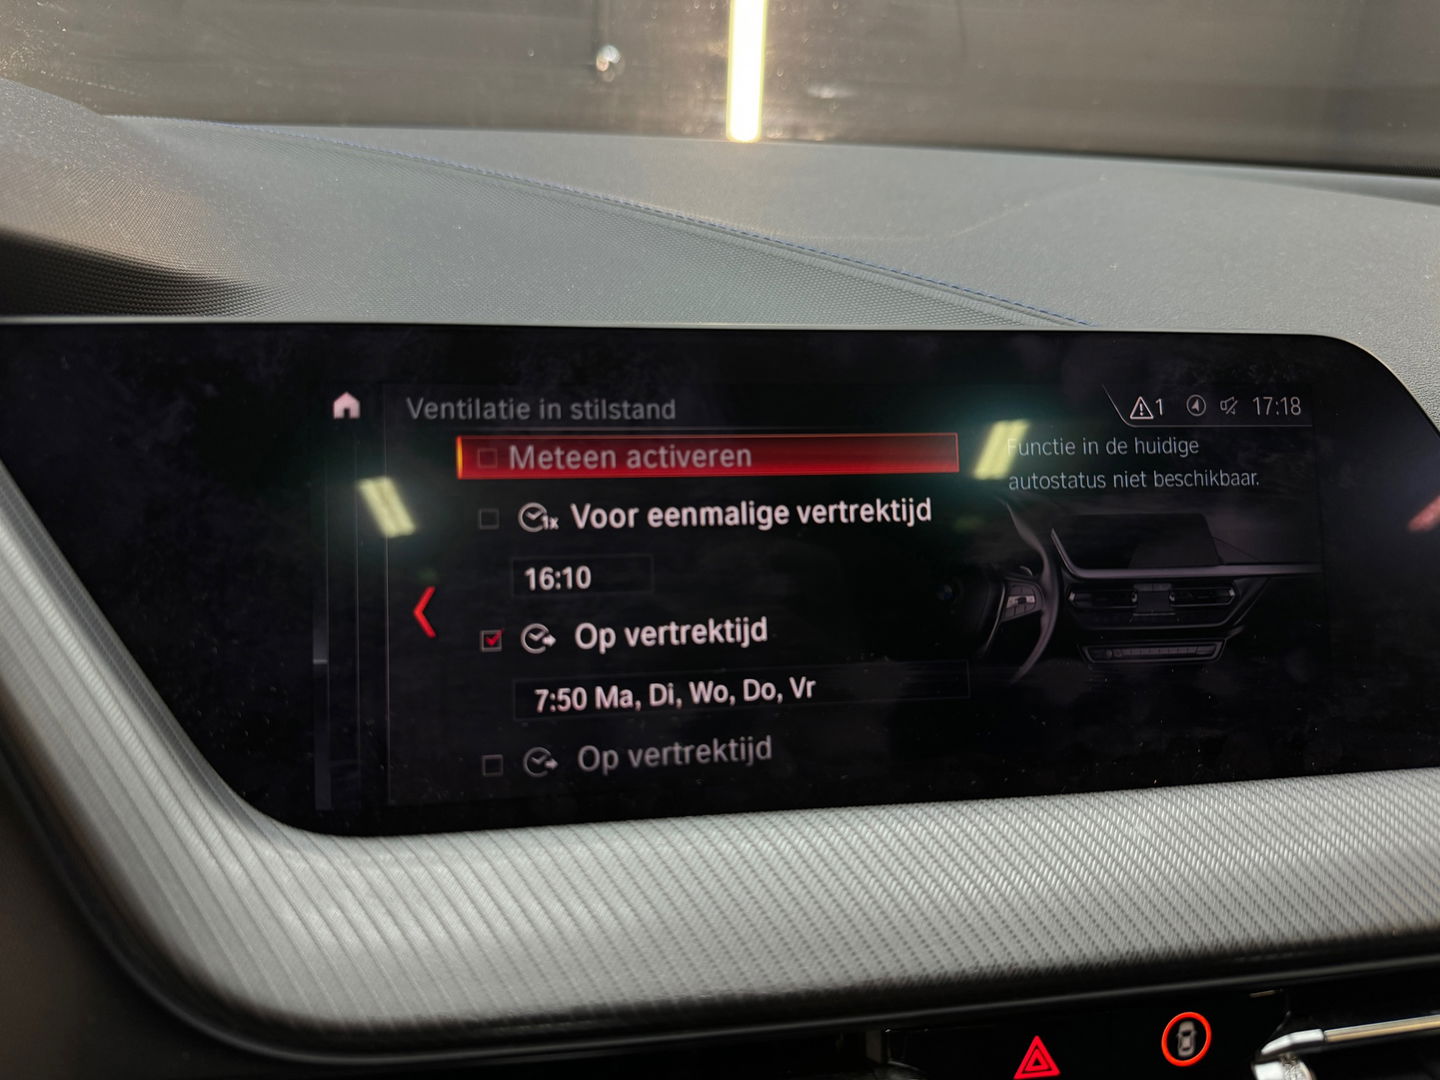 Ventilatie in stilstand
1 17:18
Meteen activeren
Functie in de huidige
autostatus niet beschikbaar.
1x Voor eenmalige vertrektijd
16:10
Op vertrektijd
7:50 Ma, Di, Wo, Do, Vr
Op vertrektijd